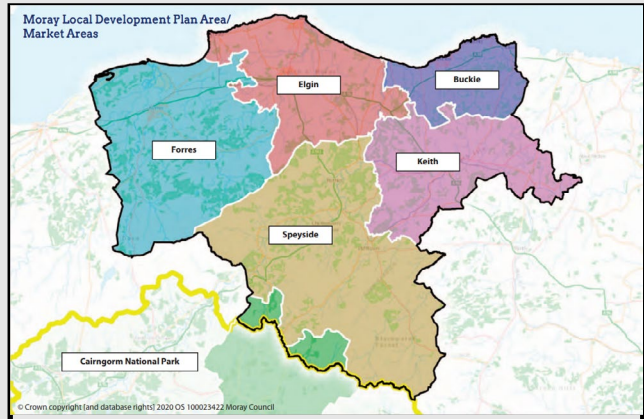 Moray Local Development Plan Area/
Market Areas
Elgin
Buckie
Forres
Keith
Speyside
Cairngorm National Park
© Crown copyright [and database rights] 2020 OS 100023422 Moray Council